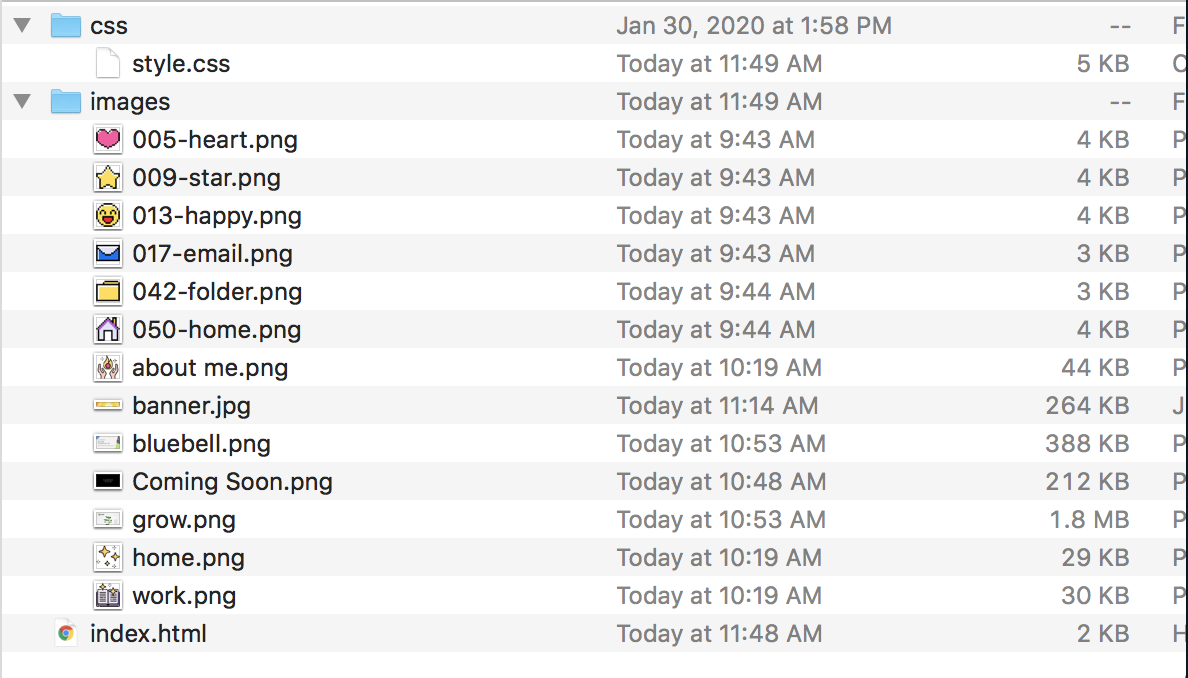 css Jan 30, 2020 at 1:58 PM -- F
style.css Today at 11:49 AM 5 KB C
images Today at 11:49 AM -- F
005-heart.png Today at 9:43 AM 4 KB P
009-star.png Today at 9:43 AM 4 KB P
013-happy.png Today at 9:43 AM 4 KB P
017-email.png Today at 9:43 AM 3 KB P
042-folder.png Today at 9:44 AM 3 KB P
050-home.png Today at 9:44 AM 4 KB P
about me.png Today at 10:19 AM 44 KB P
banner.jpg Today at 11:14 AM 264 KB J
bluebell.png Today at 10:53 AM 388 KB P
Coming Soon.png Today at 10:48 AM 212 KB P
grow.png Today at 10:53 AM 1.8 MB P
home.png Today at 10:19 AM 29 KB P
work.png Today at 10:19 AM 30 KB P
index.html Today at 11:48 AM 2 KB H